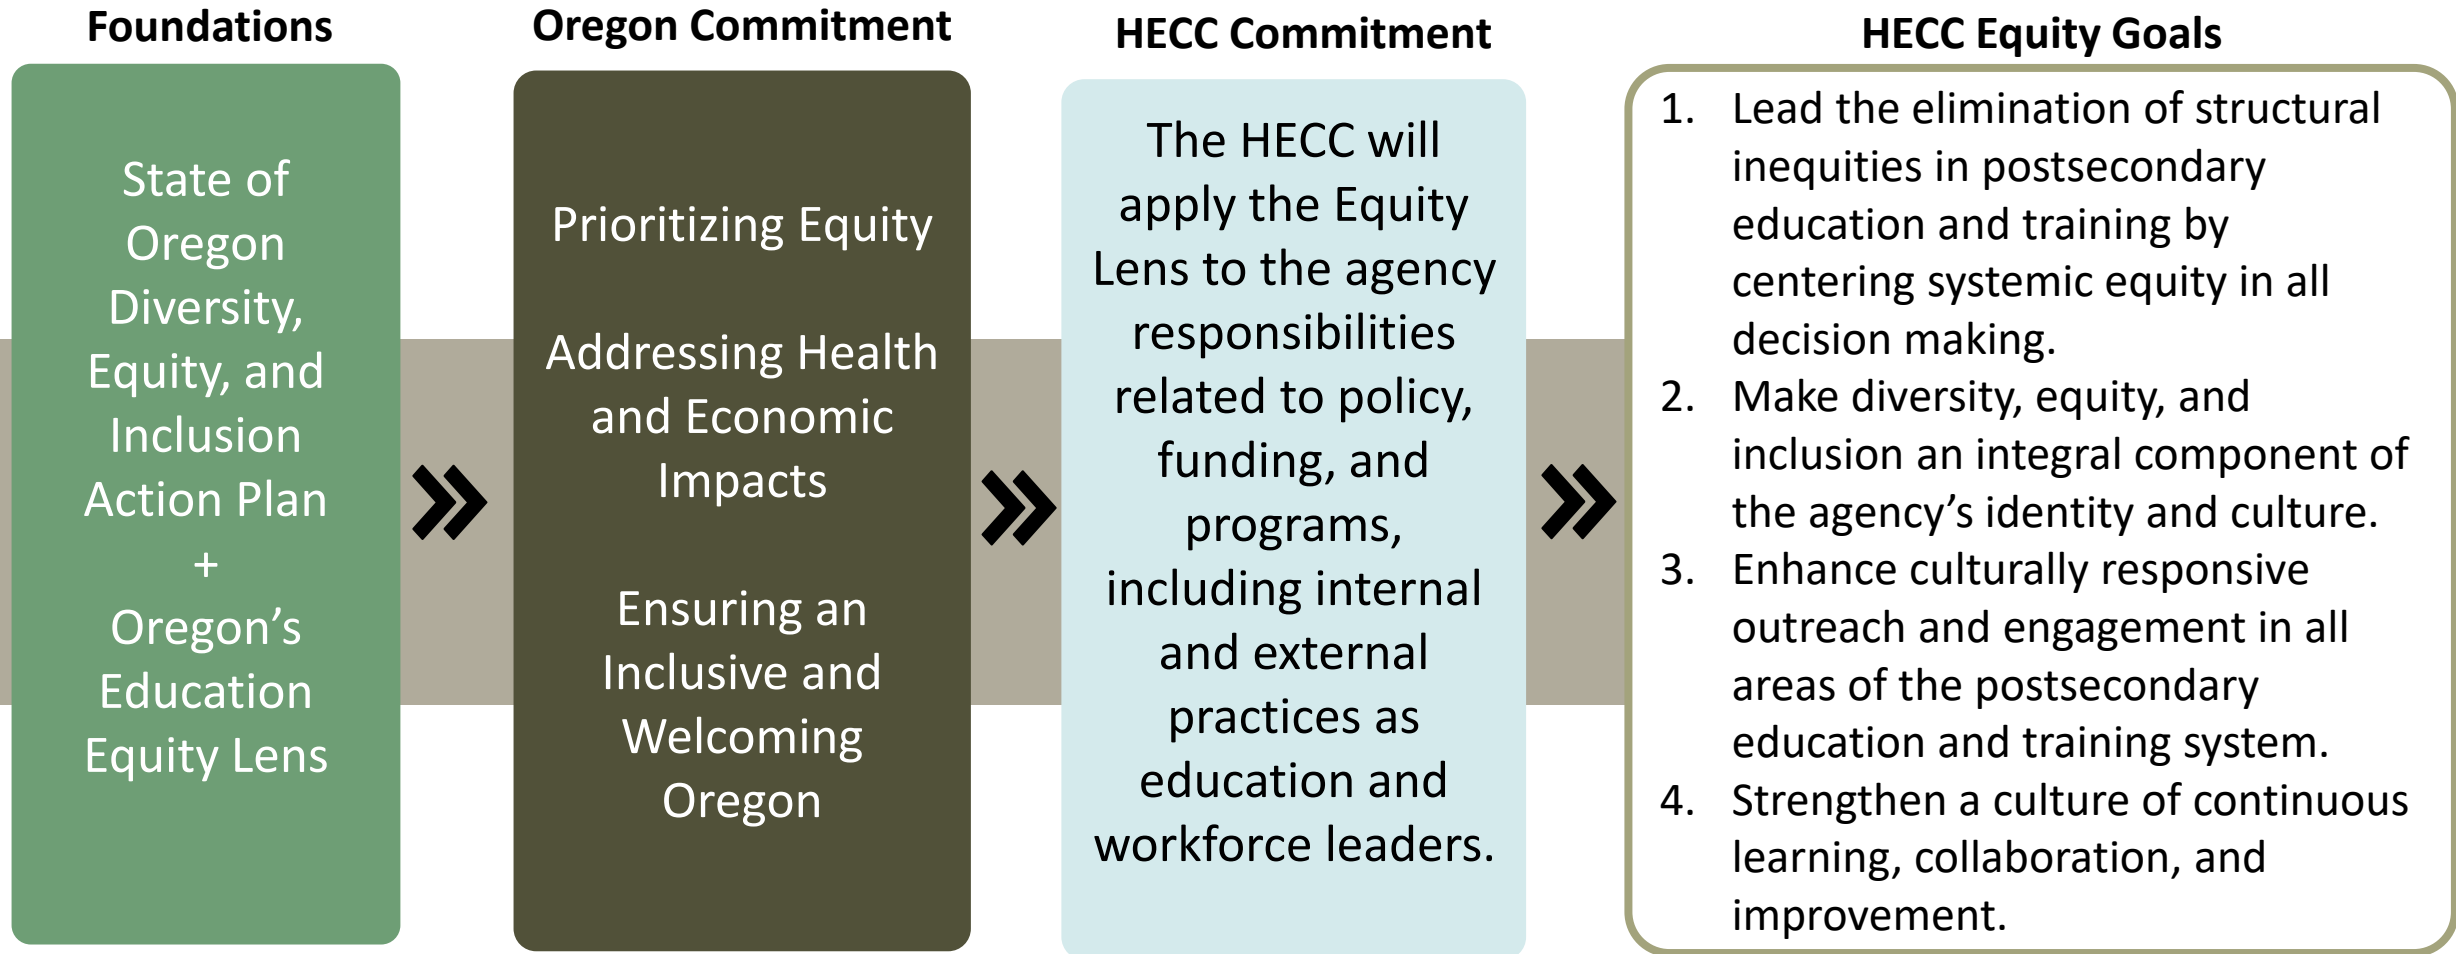 Foundations
State of
Oregon
Diversity,
Equity, and
Inclusion
Action Plan
+
Oregon’s
Education
Equity Lens
Oregon Commitment
Prioritizing Equity
Addressing Health
and Economic
Impacts
Ensuring an
Inclusive and
Welcoming
Oregon
HECC Commitment
The HECC will
apply the Equity
Lens to the agency
responsibilities
related to policy,
funding, and
programs,
including internal
and external
practices as
education and
workforce leaders.
HECC Equity Goals
1. Lead the elimination of structural
inequities in postsecondary
education and training by
centering systemic equity in all
decision making.
2. Make diversity, equity, and
inclusion an integral component of
the agency’s identity and culture.
3. Enhance culturally responsive
outreach and engagement in all
areas of the postsecondary
education and training system.
4. Strengthen a culture of continuous
learning, collaboration, and
improvement.